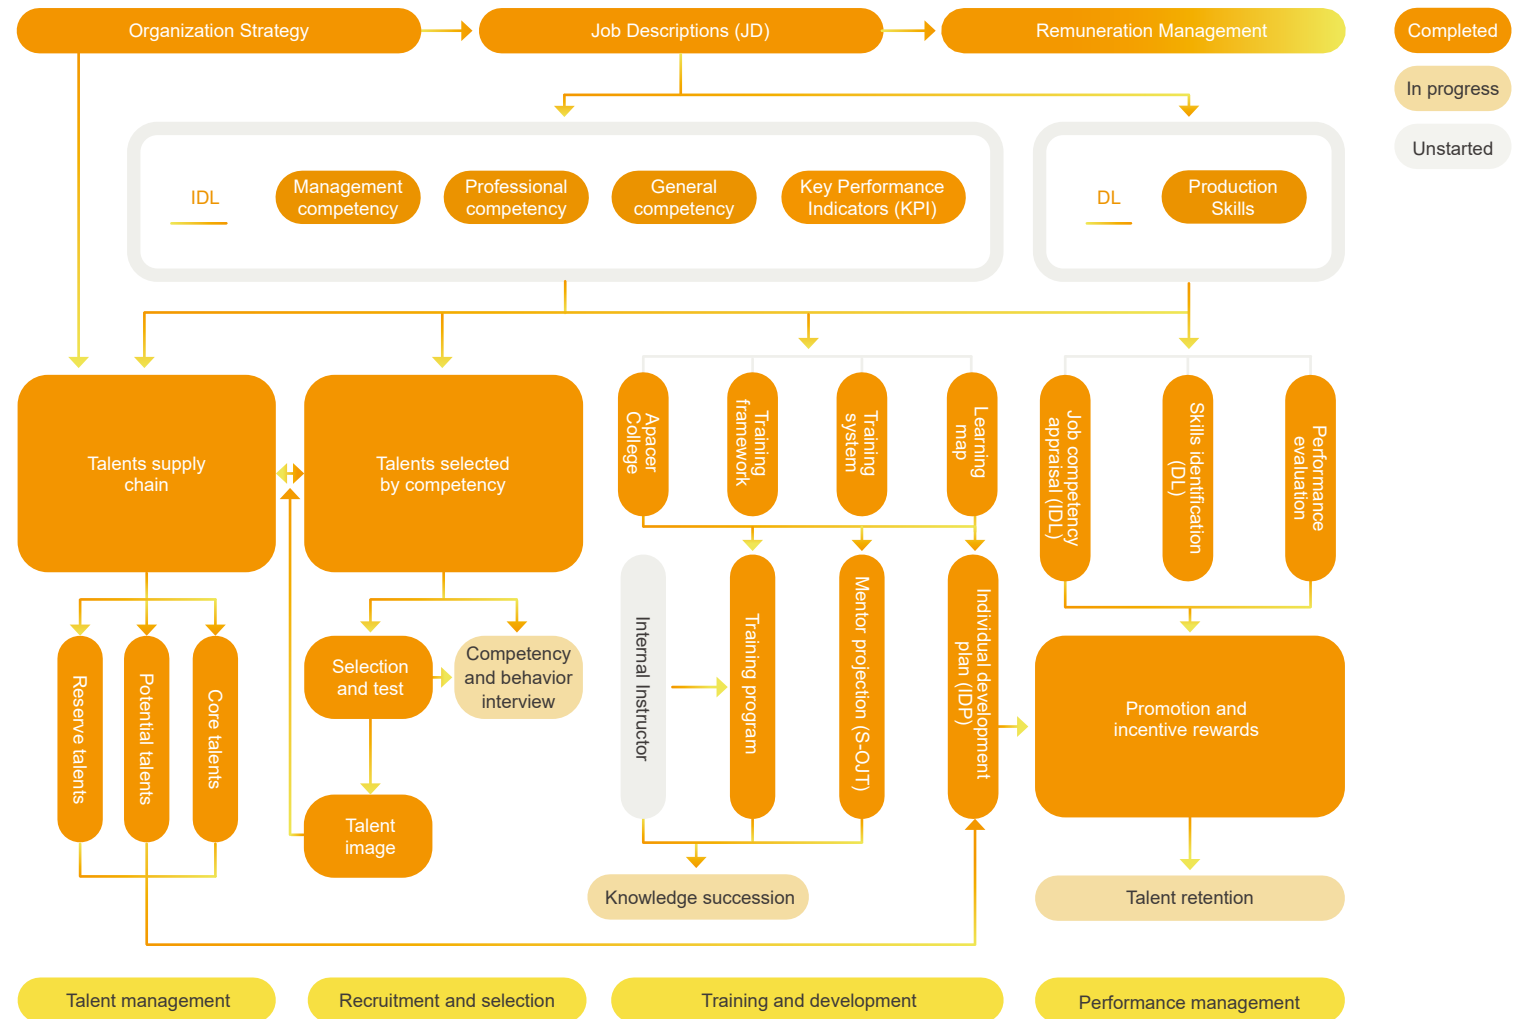 Organization Strategy
Job Descriptions (JD)
Remuneration Management
Completed
In progress
Unstarted
IDL
Management
competency
Professional
competency
General
competency
Key Performance
Indicators (KPI)
DL
Production
Skills
Talents supply
chain
Talents selected
by competency
Apacer
College
Training
framework
Training
system
Learning
map
Job competency
appraisal (IDL)
Skills identification
(DL)
Performance
evaluation
Reserve talents
Potential talents
Core talents
Selection
and test
Competency
and behavior
interview
Talent
image
Internal Instructor
Training program
Mentor projection (S-OJT)
Individual development
plan (IDP)
Promotion and
incentive rewards
Knowledge succession
Talent retention
Talent management
Recruitment and selection
Training and development
Performance management